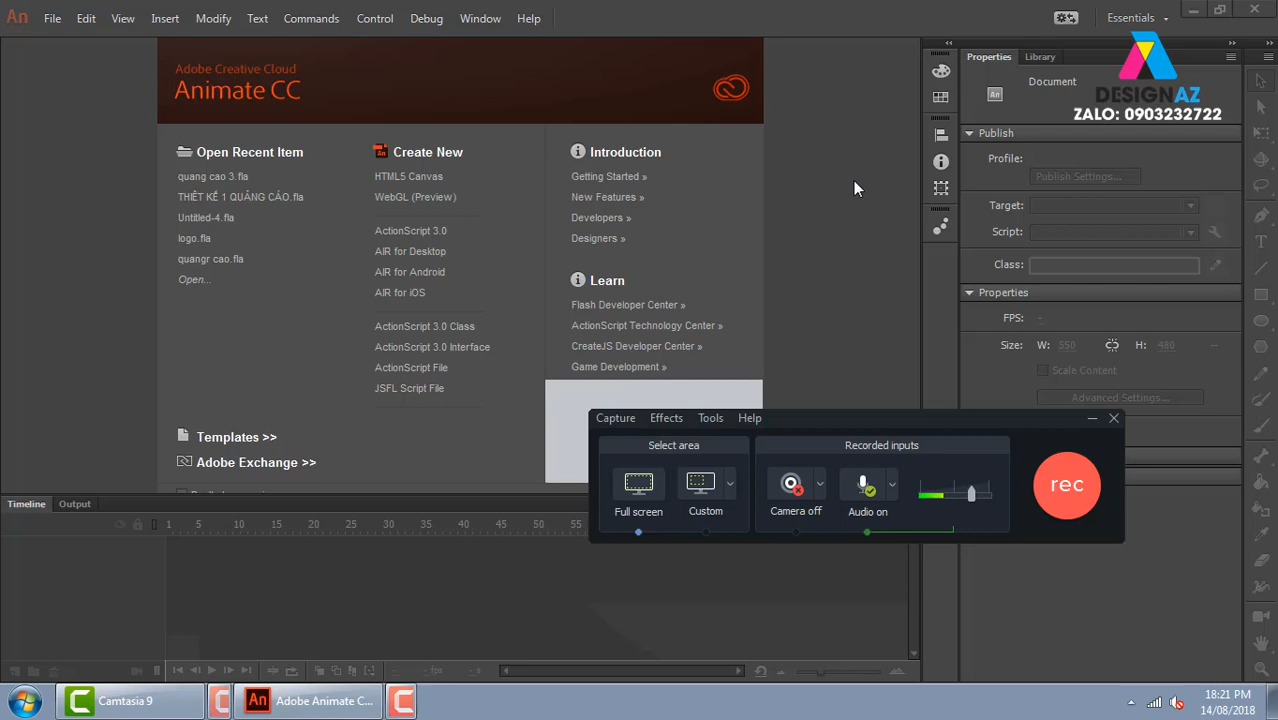 An File Edit View Insert Modify Text Commands Control Debug Window Help Essentials
Adobe Creative Cloud
Animate CC
Open Recent Item
quang cao 3.fla
THIẾT KẾ 1 QUẢNG CÁO.fla
Untitled-4.fla
logo.fla
quangr cao.fla
Open...
Templates >>
Adobe Exchange >>
Create New
HTML5 Canvas
WebGL (Preview)
ActionScript 3.0
AIR for Desktop
AIR for Android
AIR for iOS
ActionScript 3.0 Class
ActionScript 3.0 Interface
ActionScript File
JSFL Script File
Introduction
Getting Started »
New Features »
Developers »
Designers »
Learn
Flash Developer Center »
ActionScript Technology Center »
CreateJS Developer Center »
Game Development »
Properties Library
Document
An
DESIGNAZ
ZALO: 0903232722
Publish
Profile:
Publish Settings...
Target:
Script:
Class:
Properties
FPS: -
Size: W: 550 H: 480
Scale Content
Advanced Settings...
Capture Effects Tools Help
Select area Recorded inputs
rec
Full screen Custom Camera off Audio on
Timeline Output
1 5 10 15 20 25 30 35 40 45 50 55
fps
Camtasia 9 An Adobe Animate C...
18:21 PM
14/08/2018